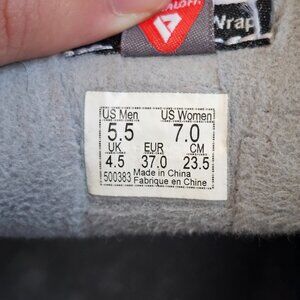 Wrap
US Men US Women
5.5 7.0
UK EUR CM
4.5 37.0 23.5
500383 Made in China
Fabrique en Chine